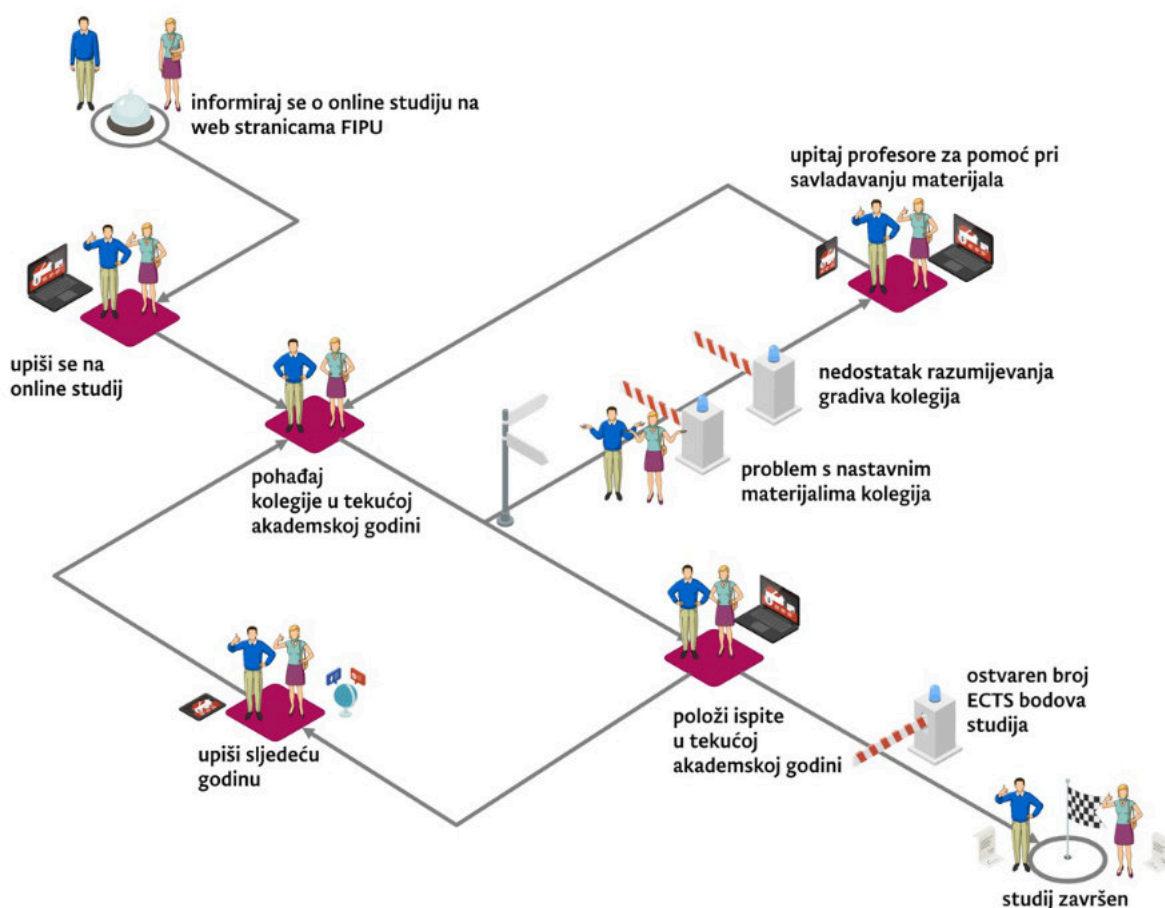 informiraj se o online studiju na
web stranicama FIPU
upitaj profesore za pomoć pri
savladavanju materijala
upiši se na
online studij
nedostatak razumijevanja
gradiva kolegija
problem s nastavnim
materijalima kolegija
pohađaj
kolegije u tekućoj
akademskoj godini
upiši sljedeću
godinu
položi ispite
u tekućoj
akademskoj godini
ostvaren broj
ECTS bodova
studija
studij završen